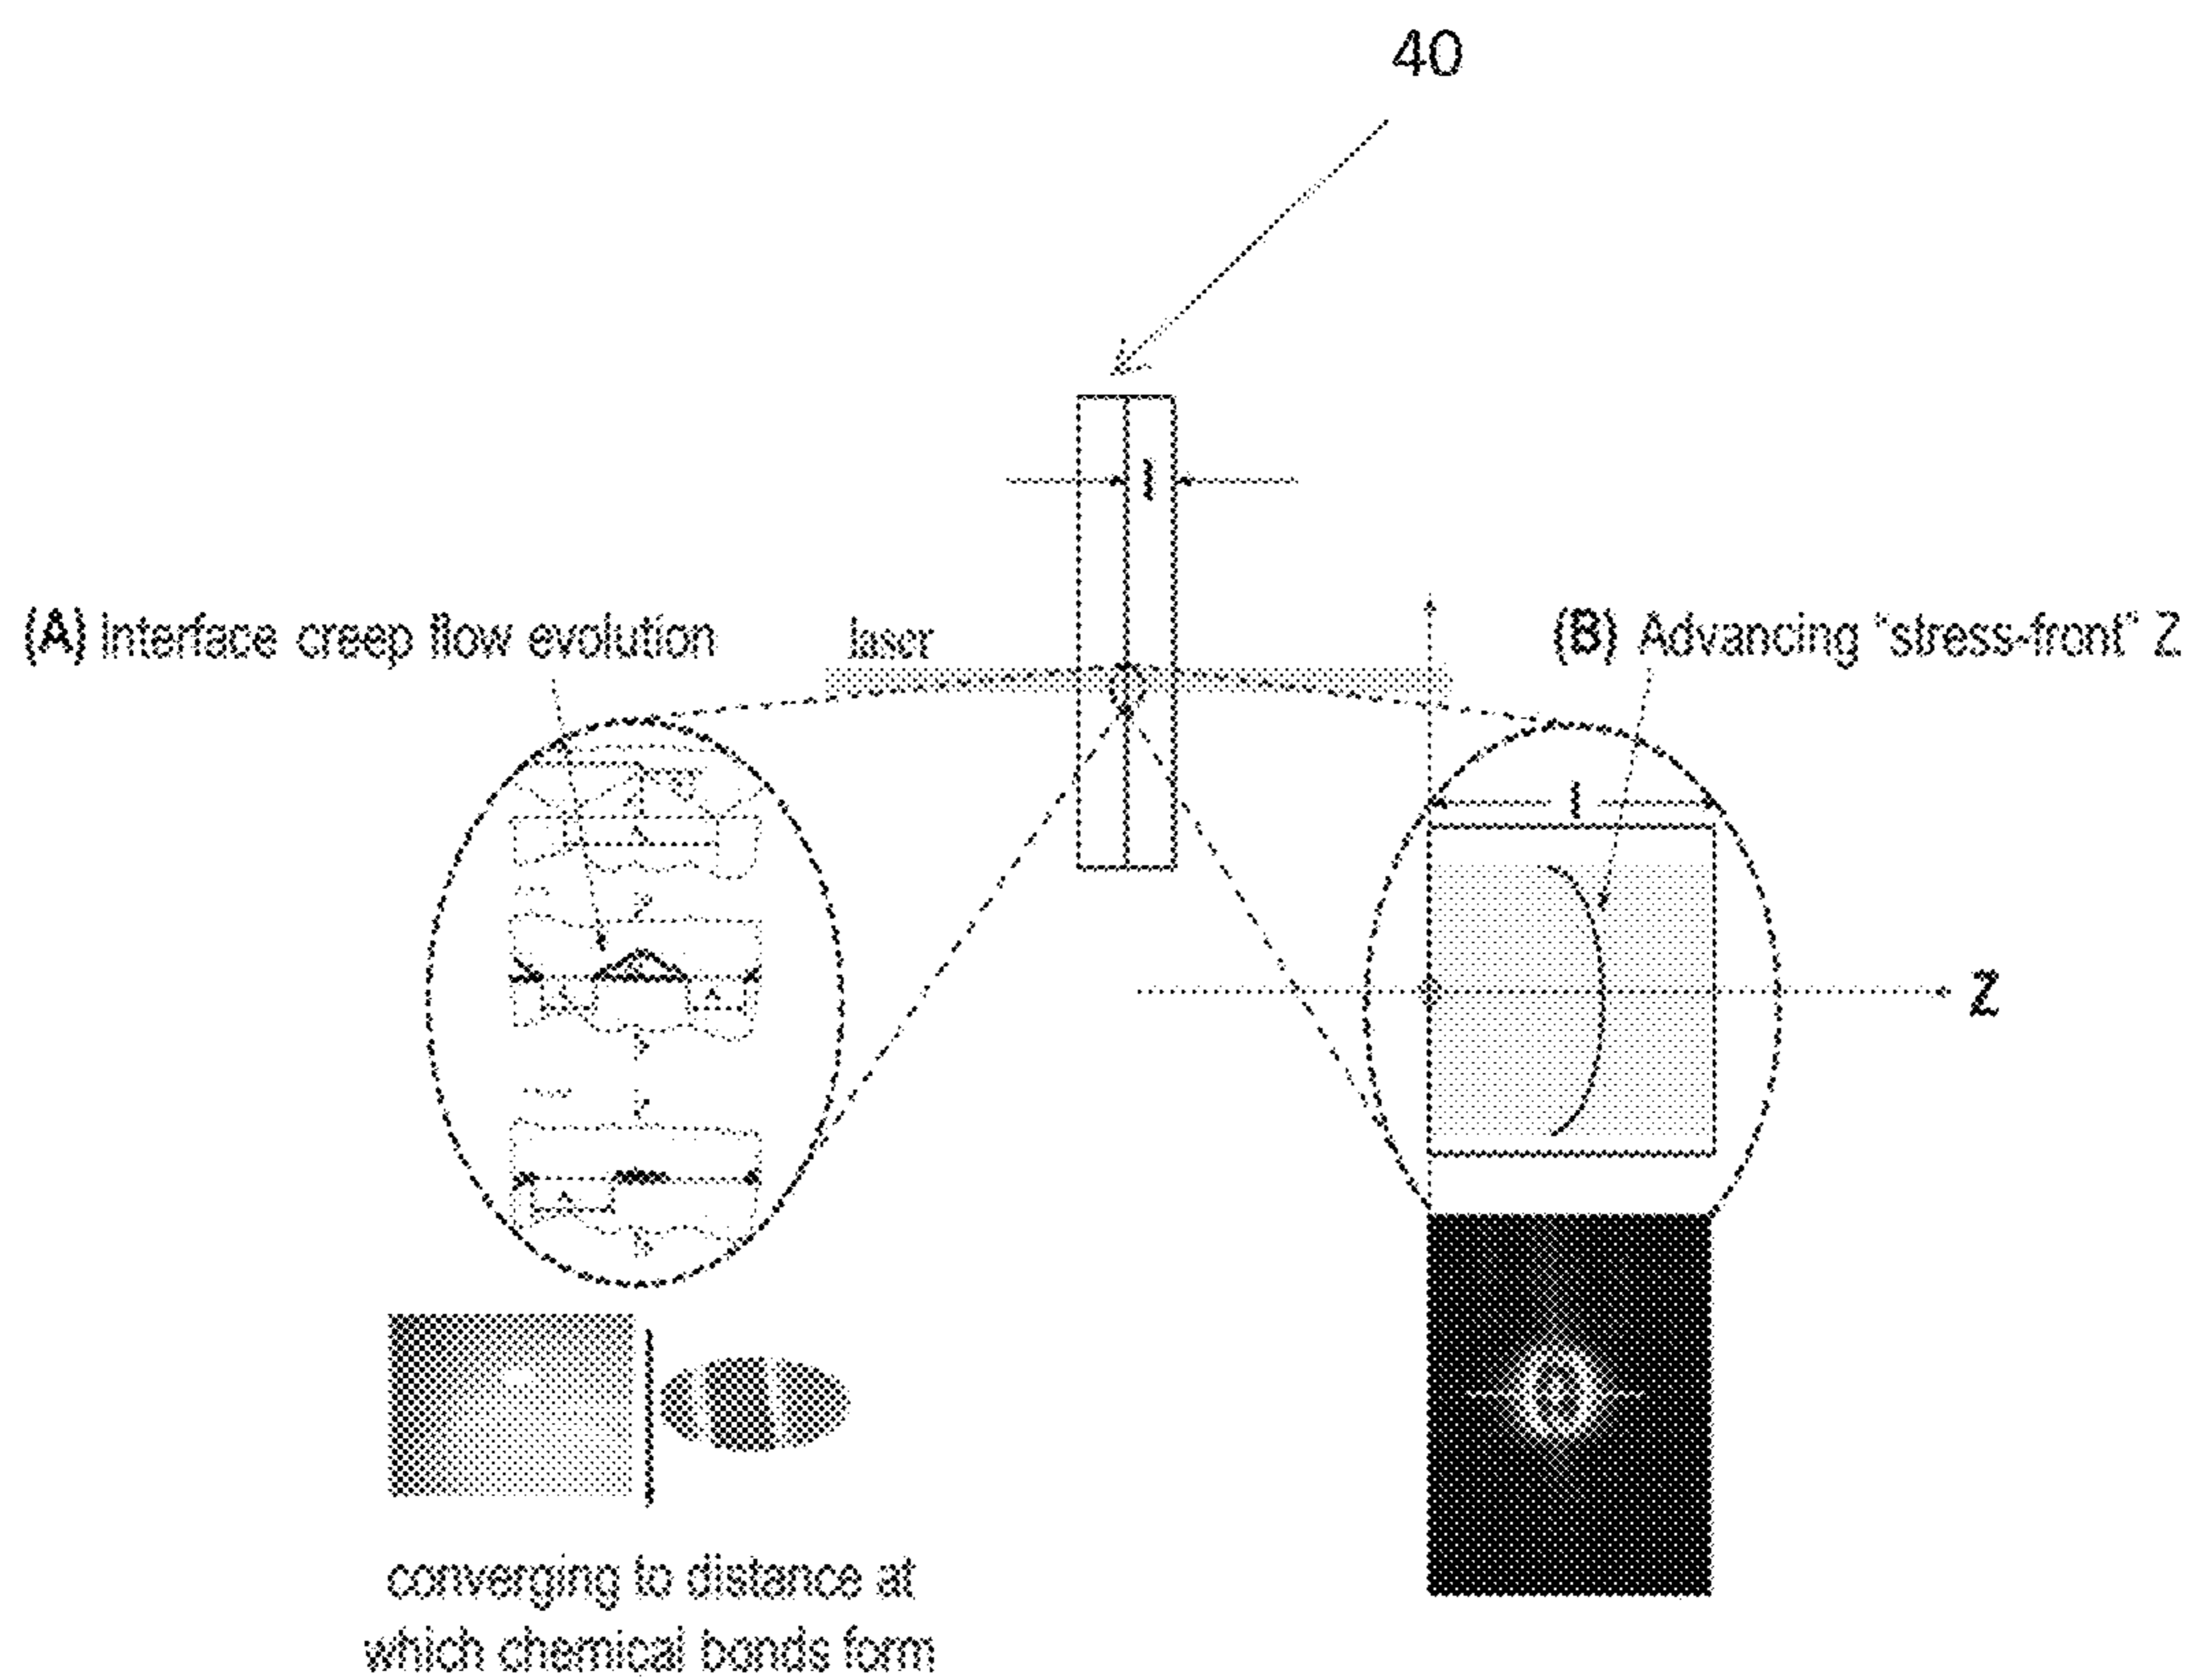 40
l
(A) Interface creep flow evolution
laser
(B) Advancing "stress-front" Z
l
Z
converging to distance at
which chemical bonds form